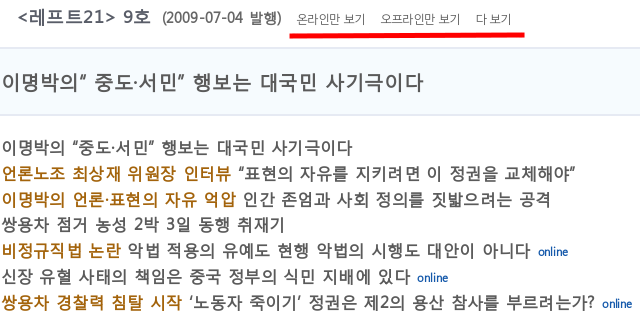 <레프트21> 9호 (2009-07-04 발행) 온라인만 보기 오프라인만 보기 다 보기
이명박의“ 중도·서민” 행보는 대국민 사기극이다
이명박의 “중도·서민” 행보는 대국민 사기극이다
언론노조 최상재 위원장 인터뷰 “표현의 자유를 지키려면 이 정권을 교체해야”
이명박의 언론·표현의 자유 억압 인간 존엄과 사회 정의를 짓밟으려는 공격
쌍용차 점거 농성 2박 3일 동행 취재기
비정규직법 논란 악법 적용의 유예도 현행 악법의 시행도 대안이 아니다 online
신장 유혈 사태의 책임은 중국 정부의 식민 지배에 있다 online
쌍용차 경찰력 침탈 시작 ‘노동자 죽이기’ 정권은 제2의 용산 참사를 부르려는가? online